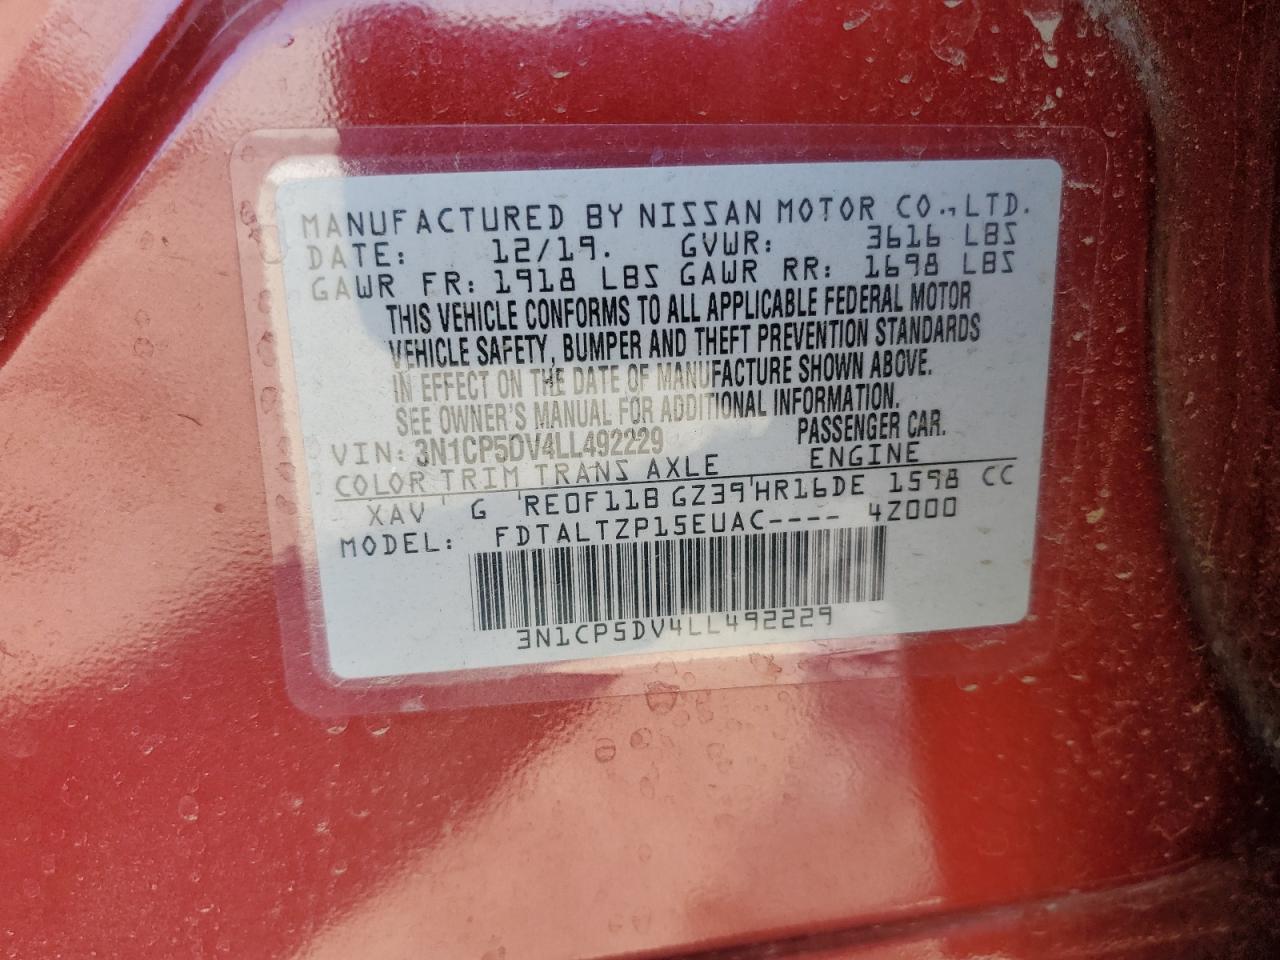 MANUFACTURED BY NISSAN MOTOR CO.,LTD.
DATE: 12/19. GVWR: 3616 LBS
GAWR FR: 1918 LBS GAWR RR: 1698 LBS
THIS VEHICLE CONFORMS TO ALL APPLICABLE FEDERAL MOTOR
VEHICLE SAFETY, BUMPER AND THEFT PREVENTION STANDARDS
IN EFFECT ON THE DATE OF MANUFACTURE SHOWN ABOVE.
SEE OWNER'S MANUAL FOR ADDITIONAL INFORMATION.
VIN: 3N1CP5DV4LL492229 PASSENGER CAR.
COLOR TRIM TRANS AXLE ENGINE
XAV ' G 'RE0F11B GZ39'HR16DE 1598 CC
MODEL: FDTALTZP15EUAC---- 4Z000
3N1CP5DV4LL492229